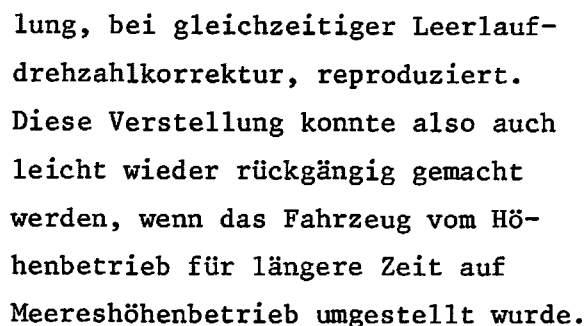 lung, bei gleichzeitiger Leerlauf-
drehzahlkorrektur, reproduziert.
Diese Verstellung konnte also auch
leicht wieder rückgängig gemacht
werden, wenn das Fahrzeug vom Hö-
henbetrieb für längere Zeit auf
Meereshöhenbetrieb umgestellt wurde.